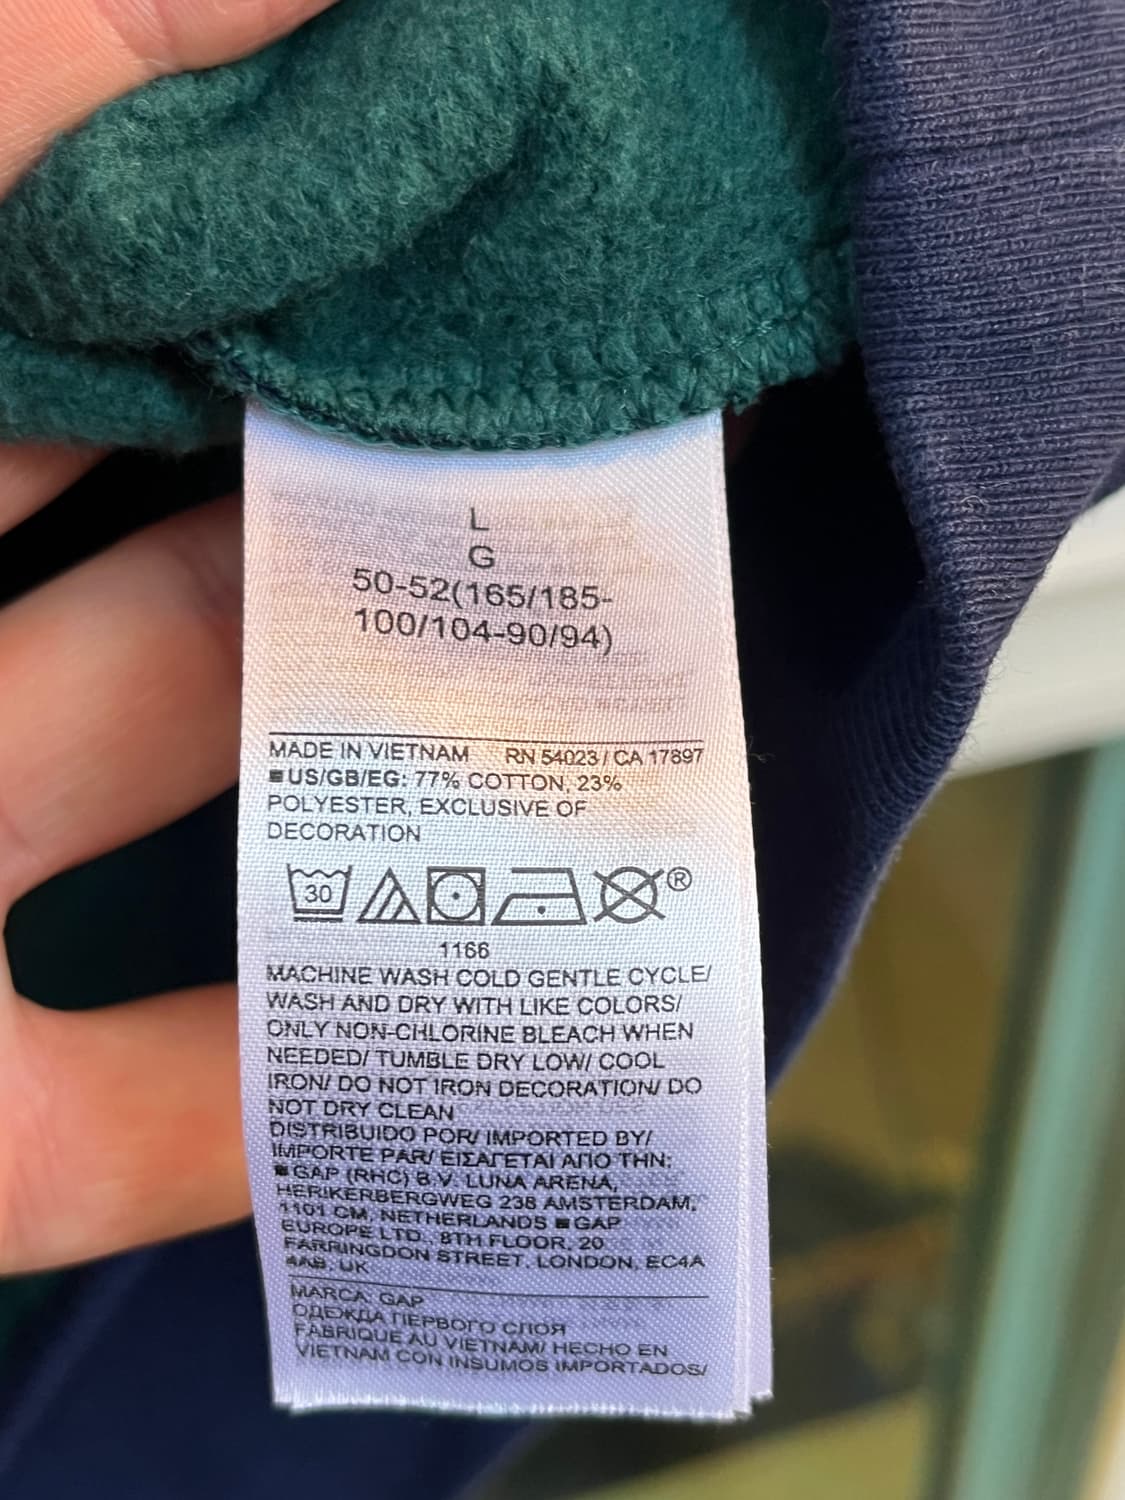 L
G
50-52(165/185-
100/104-90/94)
MADE IN VIETNAM RN 54023 / CA 17897
■US/GB/EG: 77% COTTON, 23%
POLYESTER, EXCLUSIVE OF
DECORATION
30 ®
1166
MACHINE WASH COLD GENTLE CYCLE/
WASH AND DRY WITH LIKE COLORS/
ONLY NON-CHLORINE BLEACH WHEN
NEEDED/ TUMBLE DRY LOW/ COOL
IRON/ DO NOT IRON DECORATION/ DO
NOT DRY CLEAN
DISTRIBUIDO POR/ IMPORTED BY/
IMPORTE PAR/ ΕΙΣΑΓΕΤΑΙ ΑΠΟ ΤΗΝ:
■GAP (RHC) B.V. LUNA ARENA,
HERIKERBERGWEG 238 AMSTERDAM,
1101 CM, NETHERLANDS ■GAP
EUROPE LTD., 8TH FLOOR, 20
FARRINGDON STREET, LONDON, EC4A
4AB, UK
MARCA: GAP
ОДЕЖДА ПЕРВОГО СЛОЯ
FABRIQUE AU VIETNAM/ HECHO EN
VIETNAM CON INSUMOS IMPORTADOS/